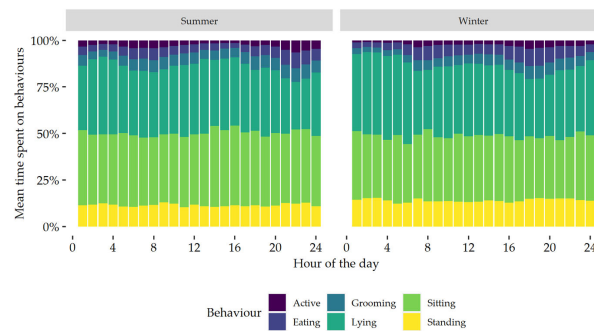 Summer Winter
100%
75%
50%
25%
0%
Mean time spent on behaviours
0 4 8 12 16 20 24 0 4 8 12 16 20 24
Hour of the day
Behaviour
Active Grooming Sitting
Eating Lying Standing